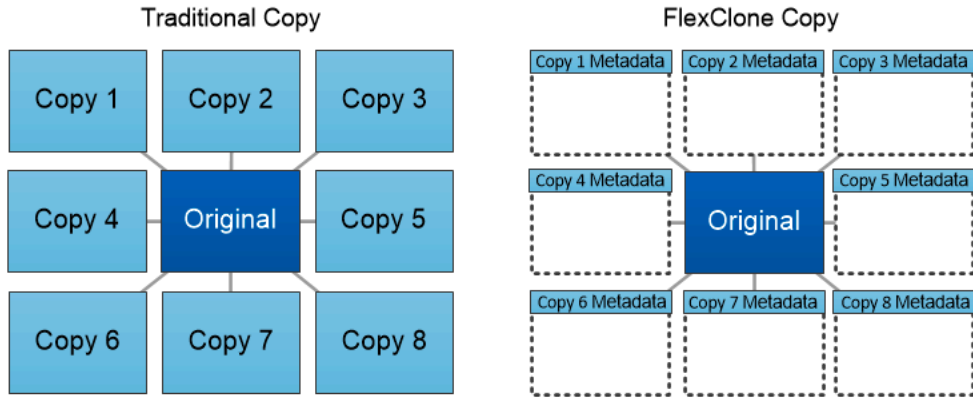 Traditional Copy
Copy 1
Copy 2
Copy 3
Copy 4
Original
Copy 5
Copy 6
Copy 7
Copy 8
FlexClone Copy
Copy 1 Metadata
Copy 2 Metadata
Copy 3 Metadata
Copy 4 Metadata
Original
Copy 5 Metadata
Copy 6 Metadata
Copy 7 Metadata
Copy 8 Metadata